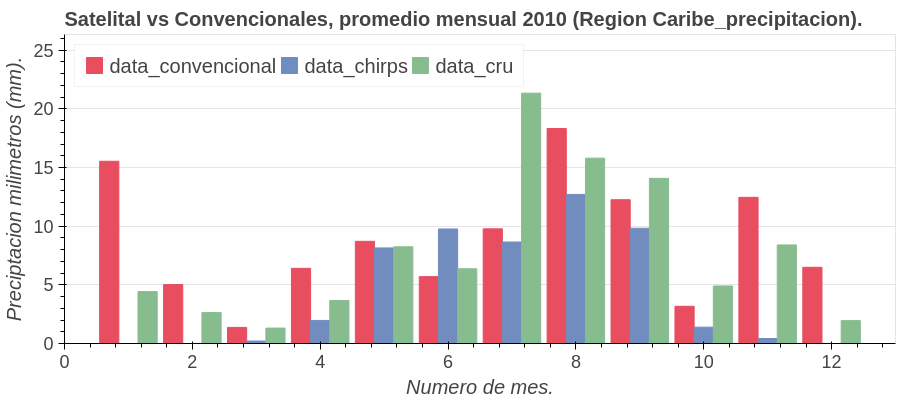 Satelital vs Convencionales, promedio mensual 2010 (Region Caribe_precipitacion).
data_convencional data_chirps data_cru
Preciptacion milimetros (mm).
25
20
15
10
5
0
0 2 4 6 8 10 12
Numero de mes.